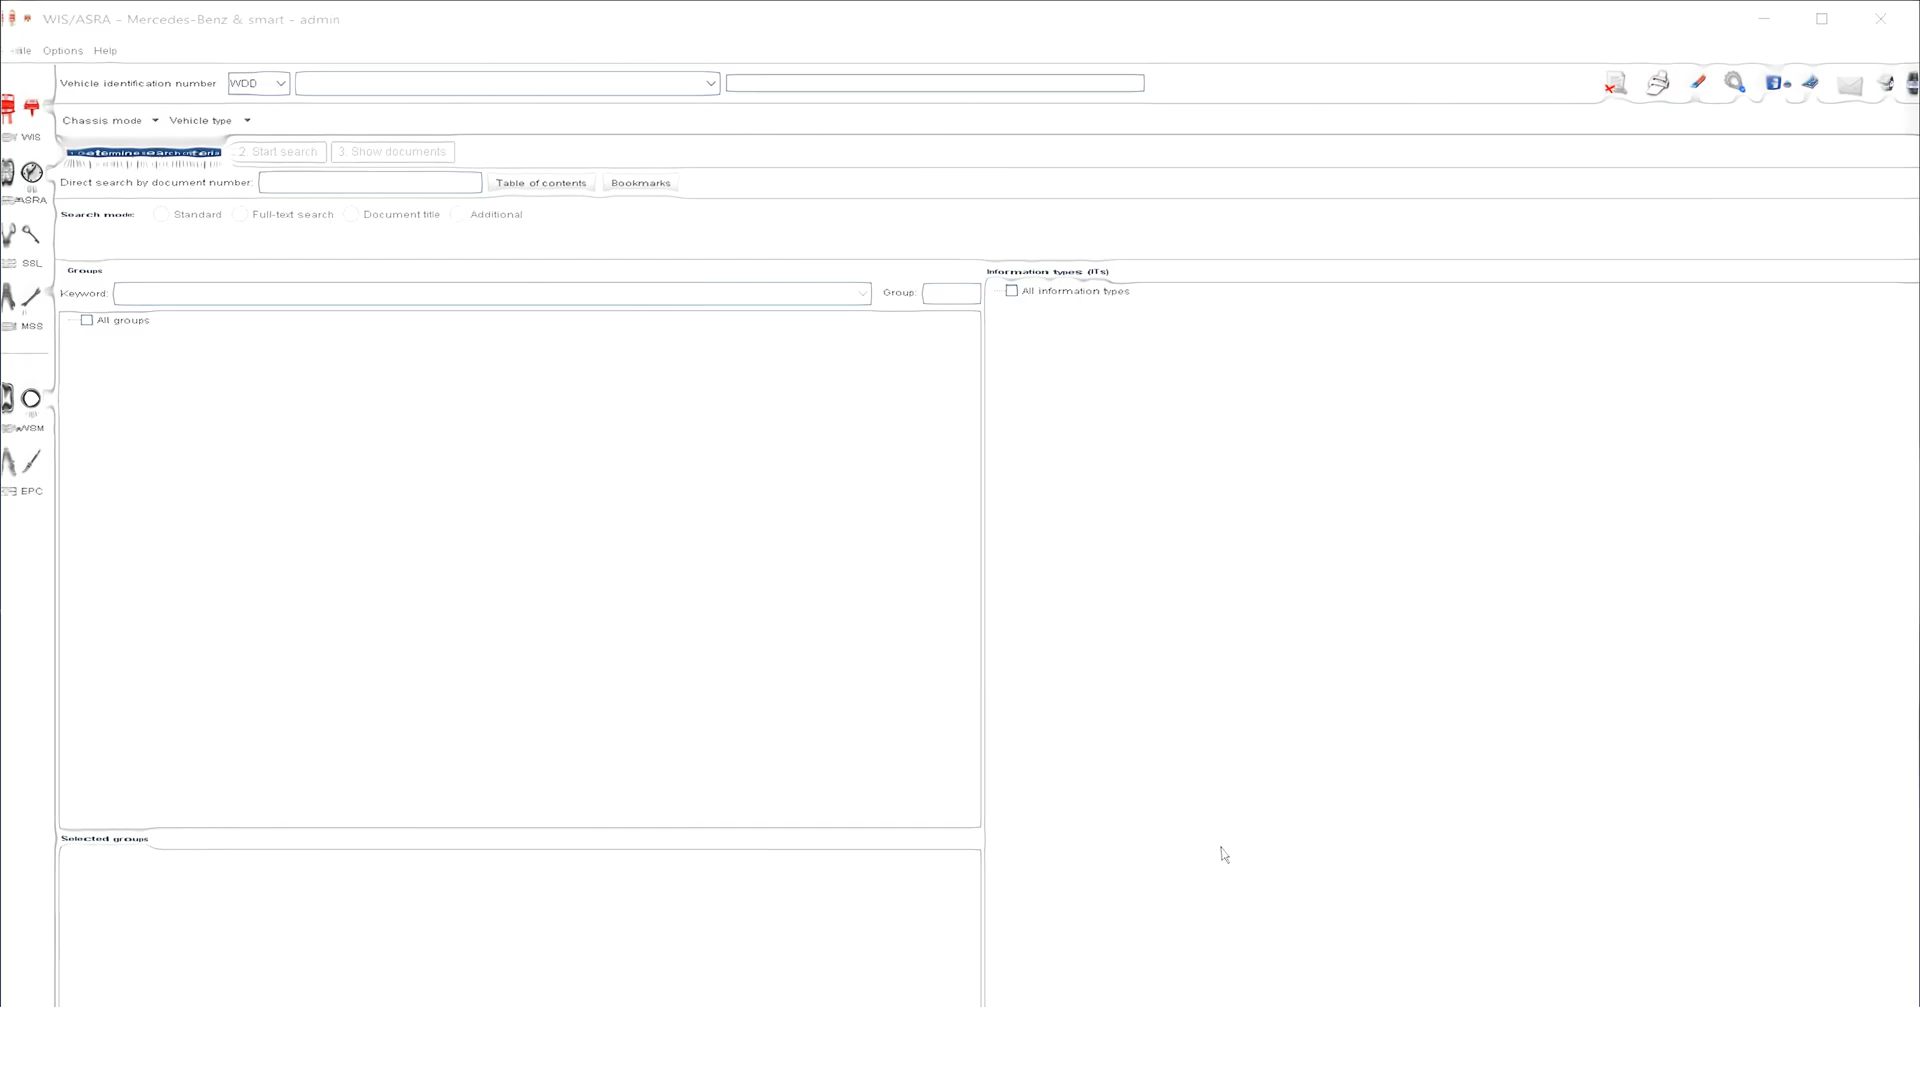 WIS/ASRA - Mercedes-Benz & smart - admin
Options Help
Vehicle identification number WDD
Chassis mode Vehicle type
WIS
2. Start search 3. Show documents
Direct search by document number: Table of contents Bookmarks
ASRA
Search mode: Standard Full-text search Document title Additional
SSL
Groups Information types (ITs)
Keyword: Group: All information types
All groups
MSS
WSM
EPC
Selected groups